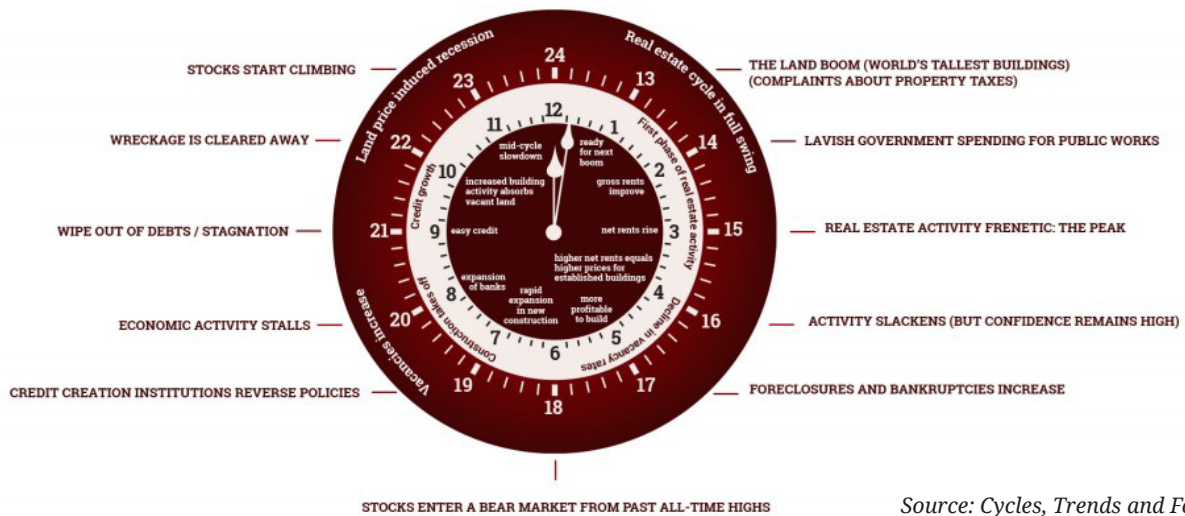 Land price induced recession
Real estate cycle in full swing
24
13
14
15
16
17
18
19
20
21
22
23
First phase of real estate activity
Decline in vacancy rates
Construction takes off
Credit growth
Vacancies increase
12
1
2
3
4
5
6
7
8
9
10
11
ready
for next
boom
gross rents
improve
net rents rise
higher net rents equals
higher prices for
established buildings
more
profitable
to build
rapid
expansion
in new
construction
expansion
of banks
easy credit
increased building
activity absorbs
vacant land
mid-cycle
slowdown
THE LAND BOOM (WORLD'S TALLEST BUILDINGS)
(COMPLAINTS ABOUT PROPERTY TAXES)
LAVISH GOVERNMENT SPENDING FOR PUBLIC WORKS
REAL ESTATE ACTIVITY FRENETIC: THE PEAK
ACTIVITY SLACKENS (BUT CONFIDENCE REMAINS HIGH)
FORECLOSURES AND BANKRUPTCIES INCREASE
STOCKS ENTER A BEAR MARKET FROM PAST ALL-TIME HIGHS
CREDIT CREATION INSTITUTIONS REVERSE POLICIES
ECONOMIC ACTIVITY STALLS
WIPE OUT OF DEBTS / STAGNATION
WRECKAGE IS CLEARED AWAY
STOCKS START CLIMBING
Source: Cycles, Trends and